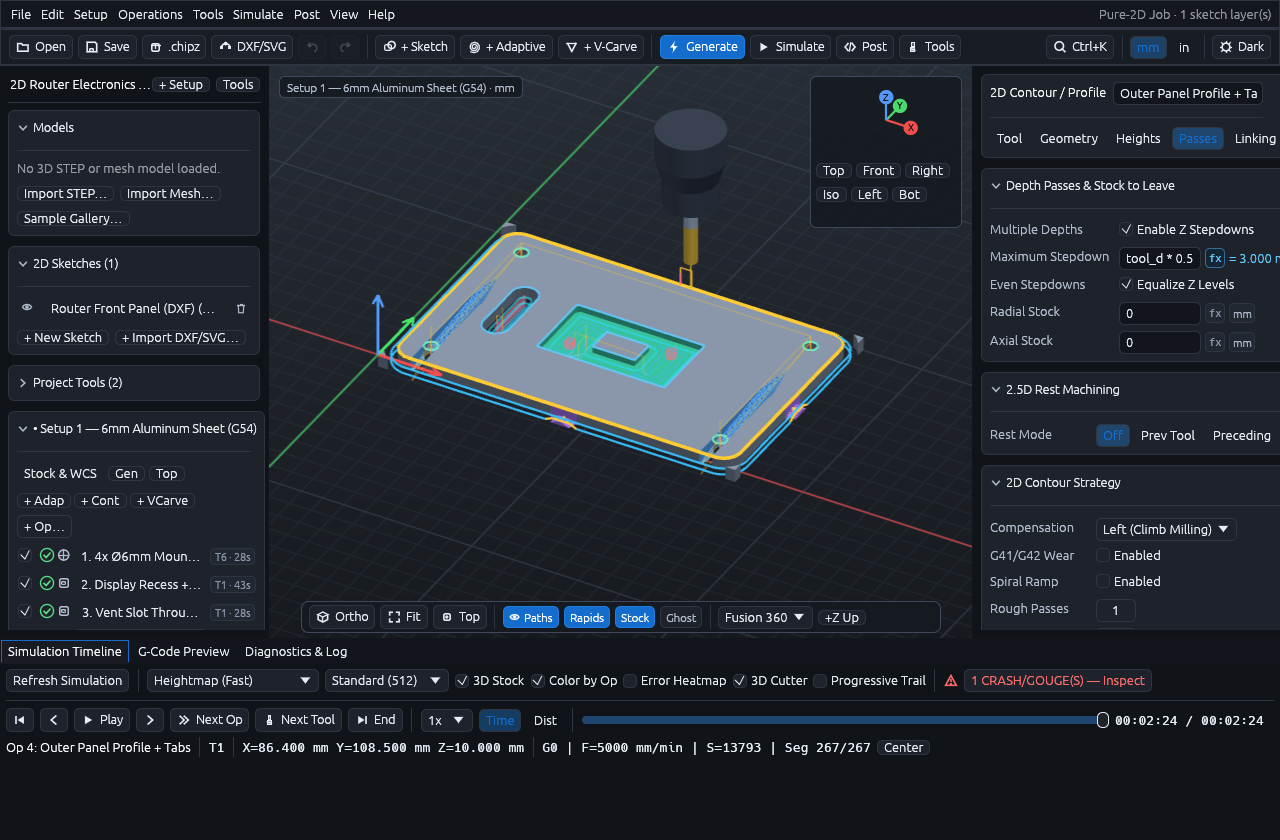 File Edit Setup Operations Tools Simulate Post View Help
Pure-2D Job · 1 sketch layer(s)
Open Save .chipz DXF/SVG + Sketch + Adaptive + V-Carve Generate Simulate Post Tools Ctrl+K mm in Dark
2D Router Electronics ... + Setup Tools
Models
No 3D STEP or mesh model loaded.
Import STEP... Import Mesh...
Sample Gallery...
2D Sketches (1)
Router Front Panel (DXF) (...
+ New Sketch + Import DXF/SVG...
Project Tools (2)
• Setup 1 — 6mm Aluminum Sheet (G54)
Stock & WCS Gen Top
+ Adap + Cont + VCarve
+ Op...
1. 4x Ø6mm Moun... T6 · 28s
2. Display Recess +... T1 · 43s
3. Vent Slot Throu... T1 · 28s
Setup 1 — 6mm Aluminum Sheet (G54) · mm
Z
Y
X
Top Front Right
Iso Left Bot
Ortho Fit Top Paths Rapids Stock Ghost Fusion 360 +Z Up
2D Contour / Profile Outer Panel Profile + Ta
Tool Geometry Heights Passes Linking
Depth Passes & Stock to Leave
Multiple Depths Enable Z Stepdowns
Maximum Stepdown tool_d * 0.5 fx = 3.000
Even Stepdowns Equalize Z Levels
Radial Stock 0 fx mm
Axial Stock 0 fx mm
2.5D Rest Machining
Rest Mode Off Prev Tool Preceding
2D Contour Strategy
Compensation Left (Climb Milling)
G41/G42 Wear Enabled
Spiral Ramp Enabled
Rough Passes 1
Simulation Timeline G-Code Preview Diagnostics & Log
Refresh Simulation Heightmap (Fast) Standard (512) 3D Stock Color by Op Error Heatmap 3D Cutter Progressive Trail 1 CRASH/GOUGE(S) — Inspect
Play Next Op Next Tool End 1x Time Dist 00:02:24 / 00:02:24
Op 4: Outer Panel Profile + Tabs T1 X=86.400 mm Y=108.500 mm Z=10.000 mm G0 | F=5000 mm/min | S=13793 | Seg 267/267 Center